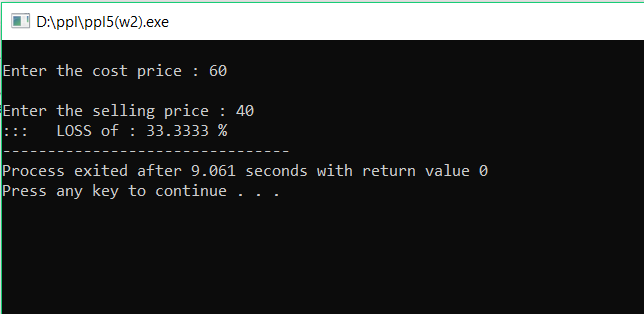 D:\ppl\ppl5(w2).exe
Enter the cost price : 60
Enter the selling price : 40
:::   LOSS of : 33.3333 %
--------------------------------
Process exited after 9.061 seconds with return value 0
Press any key to continue . . .